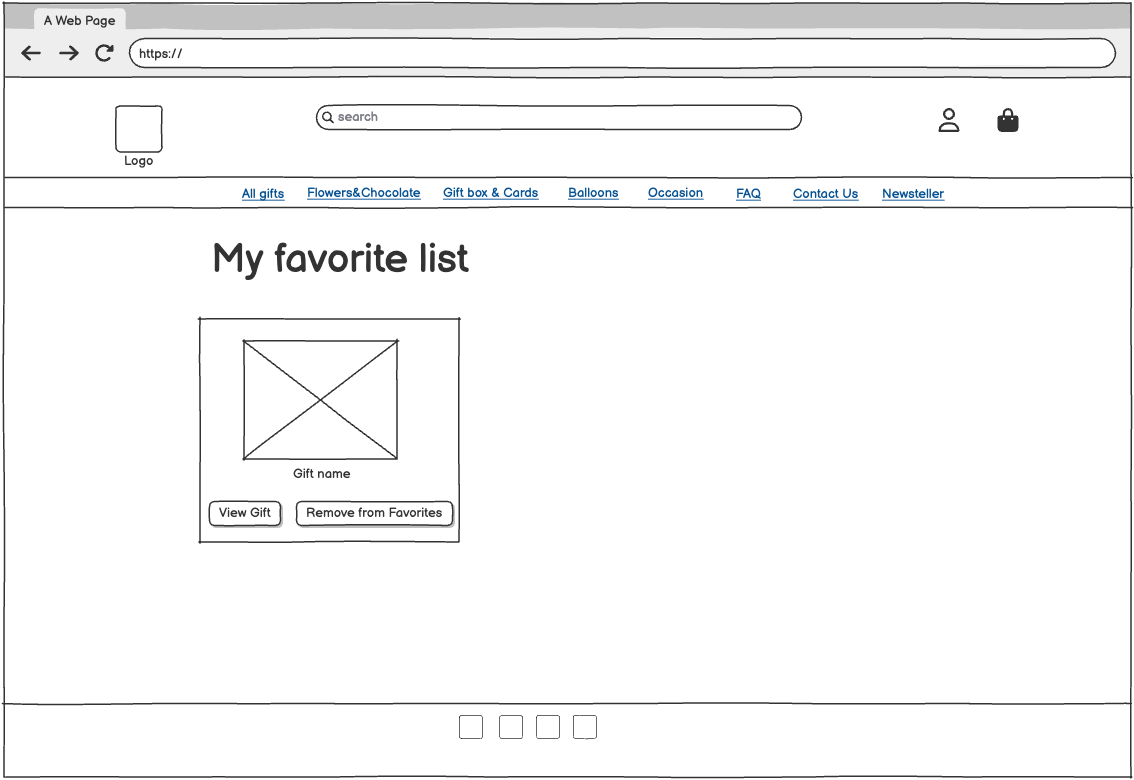 A Web Page
https://
search
Logo
All gifts Flowers&Chocolate Gift box & Cards Balloons Occasion FAQ Contact Us Newsteller
My favorite list
Gift name
View Gift Remove from Favorites